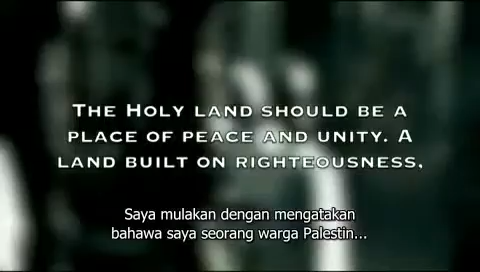 The Holy land should be a
place of peace and unity. A
land built on righteousness,
Saya mulakan dengan mengatakan
bahawa saya seorang warga Palestin...